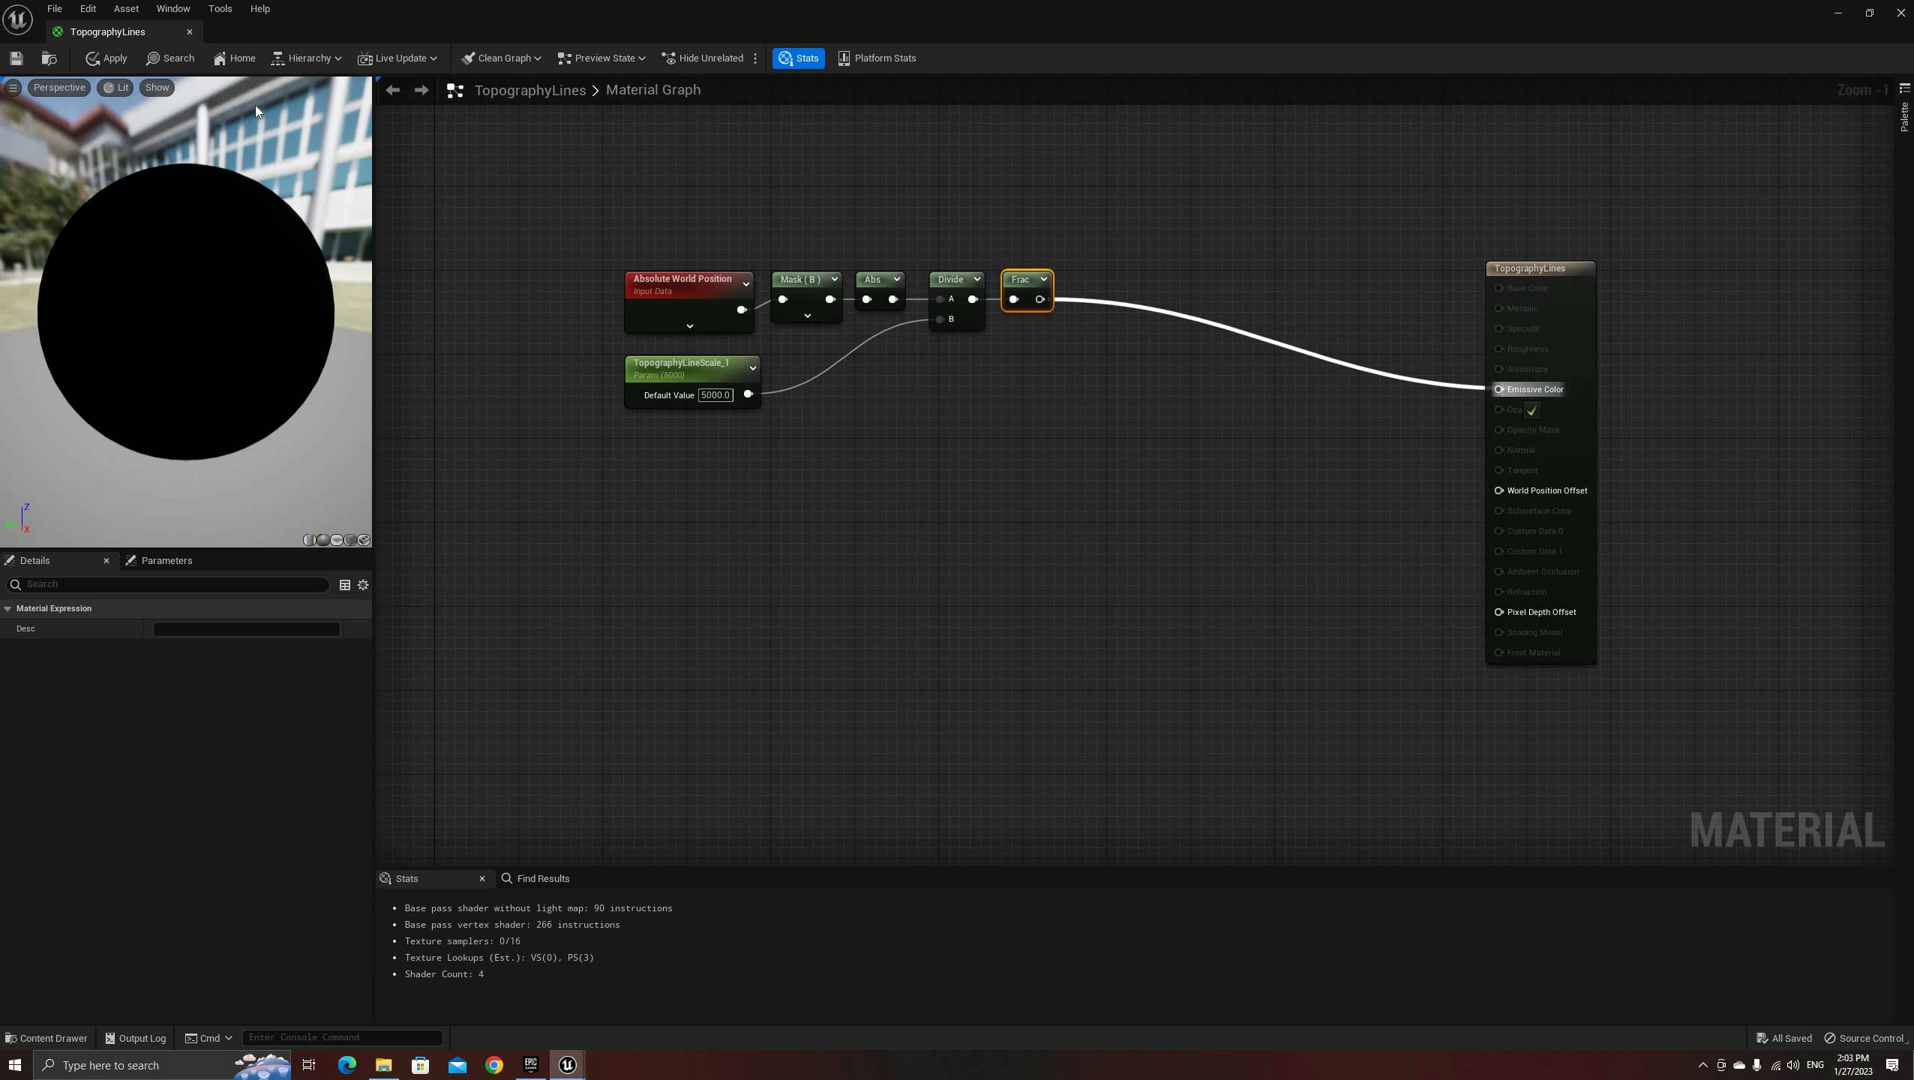 File Edit Asset Window Tools Help
TopographyLines
Apply Search Home Hierarchy Live Update Clean Graph Preview State Hide Unrelated Stats Platform Stats
Perspective Lit Show
TopographyLines > Material Graph
Zoom -1
Palette
Absolute World Position
Input Data
Mask ( B )
Abs
Divide
A
B
Frac
TopographyLineScale_1
Param (5000)
Default Value 5000.0
TopographyLines
Base Color
Metallic
Specular
Roughness
Anisotropy
Emissive Color
Opa
Opacity Mask
Normal
Tangent
World Position Offset
Subsurface Color
Custom Data 0
Custom Data 1
Ambient Occlusion
Refraction
Pixel Depth Offset
Shading Model
Front Material
MATERIAL
Z
X
Details Parameters
Search
Material Expression
Desc
Stats Find Results
Base pass shader without light map: 90 instructions
Base pass vertex shader: 266 instructions
Texture samplers: 0/16
Texture Lookups (Est.): VS(0), PS(3)
Shader Count: 4
Content Drawer Output Log Cmd Enter Console Command
All Saved Source Control
Type here to search
EPIC GAMES
ENG
2:03 PM
1/27/2023